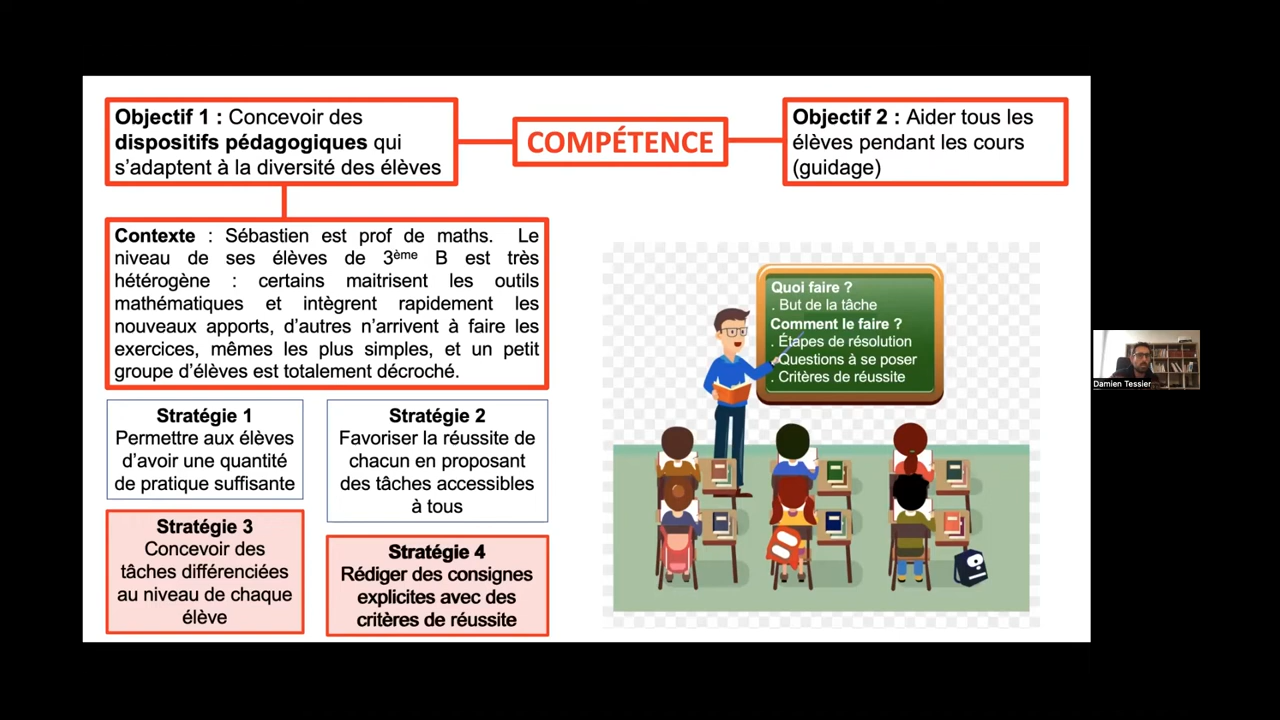 Objectif 1 : Concevoir des
dispositifs pédagogiques qui
s’adaptent à la diversité des élèves
COMPÉTENCE
Objectif 2 : Aider tous les
élèves pendant les cours
(guidage)
Contexte : Sébastien est prof de maths. Le
niveau de ses élèves de 3ème B est très
hétérogène : certains maitrisent les outils
mathématiques et intègrent rapidement les
nouveaux apports, d’autres n’arrivent à faire les
exercices, mêmes les plus simples, et un petit
groupe d’élèves est totalement décroché.
Stratégie 1
Permettre aux élèves
d’avoir une quantité
de pratique suffisante
Stratégie 2
Favoriser la réussite de
chacun en proposant
des tâches accessibles
à tous
Stratégie 3
Concevoir des
tâches différenciées
au niveau de chaque
élève
Stratégie 4
Rédiger des consignes
explicites avec des
critères de réussite
Quoi faire ?
. But de la tâche
Comment le faire ?
. Étapes de résolution
. Questions à se poser
. Critères de réussite
Damien Tessier